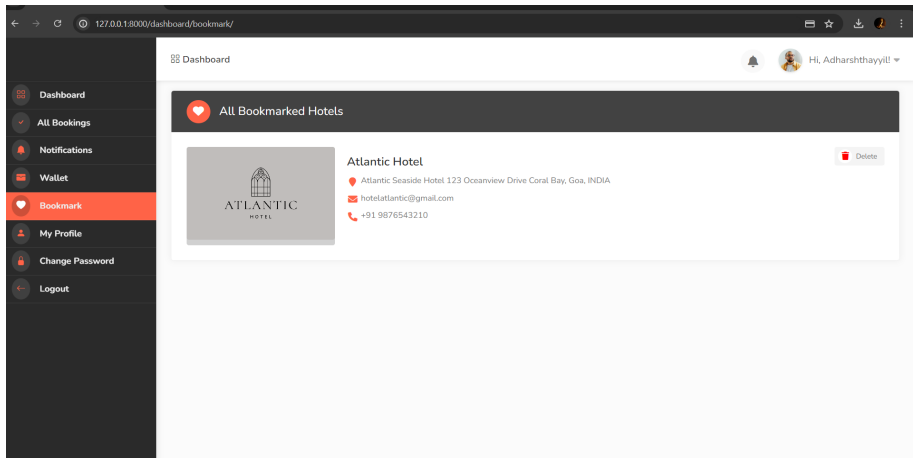 127.0.0.1:8000/dashboard/bookmark/
Dashboard
Hi, Adharshthayyil!
Dashboard
All Bookings
Notifications
Wallet
Bookmark
My Profile
Change Password
Logout
All Bookmarked Hotels
ATLANTIC
HOTEL
Atlantic Hotel
Delete
Atlantic Seaside Hotel 123 Oceanview Drive Coral Bay, Goa, INDIA
hotelatlantic@gmail.com
+91 9876543210